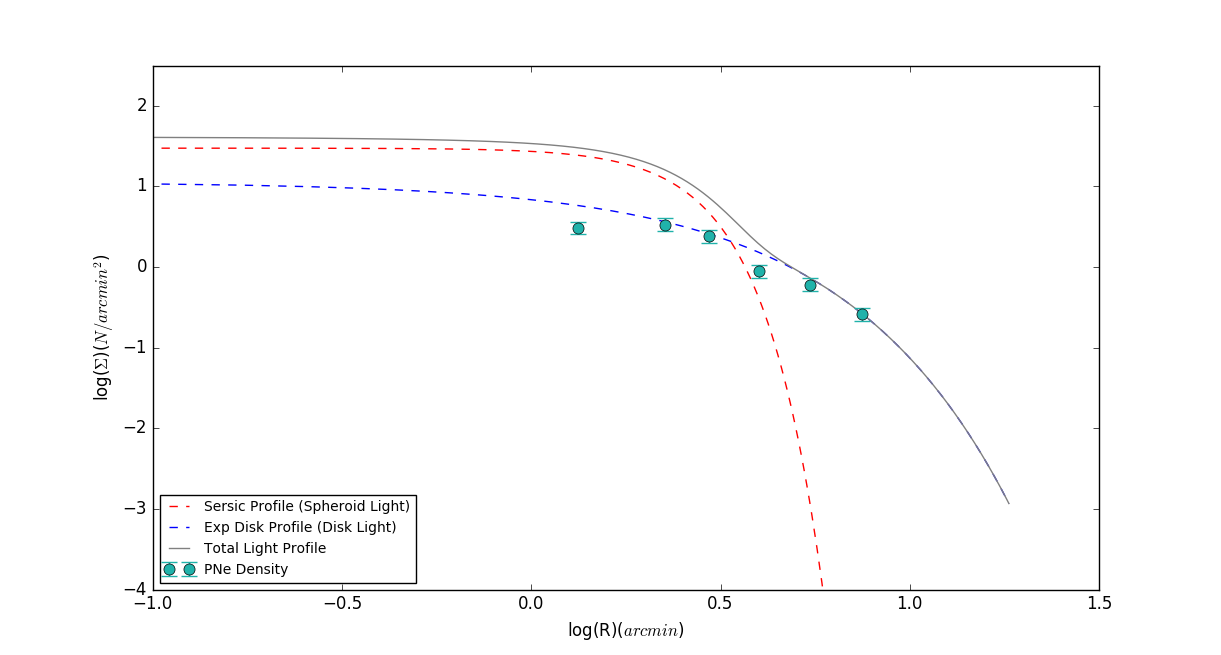 2
1
0
−1
−2
−3
−4
log(Σ)(N/arcmin²)
Sersic Profile (Spheroid Light)
Exp Disk Profile (Disk Light)
Total Light Profile
PNe Density
−1.0
−0.5
0.0
0.5
1.0
1.5
log(R)(arcmin)